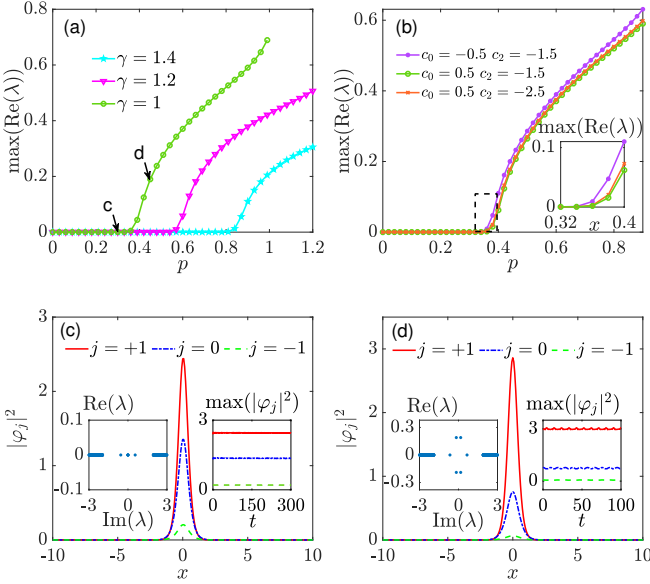 (a)
γ = 1.4
γ = 1.2
γ = 1
d
c
max(Re(λ))
0.8
0.6
0.4
0.2
0
0 0.2 0.4 0.6 0.8 1.0 1.2
p
(b)
c₀ = −0.5 c₂ = −1.5
c₀ = 0.5 c₂ = −1.5
c₀ = 0.5 c₂ = −2.5
max(Re(λ))
0.6
0.4
0.2
0
0 0.2 0.4 0.6 0.8
p
max(Re(λ))
0.1
0
0.32 x 0.4
(c)
j = +1 j = 0 j = −1
|φⱼ|²
3
2
1
0
-10 -5 0 5 10
x
Re(λ)
0.1
0.0
-0.1
-3 0 3
Im(λ)
max(|φⱼ|²)
3
0
0 150 300
t
(d)
j = +1 j = 0 j = −1
|φⱼ|²
3
2
1
0
-10 -5 0 5 10
x
Re(λ)
0.3
0
-0.3
-3 0 3
Im(λ)
max(|φⱼ|²)
3
0
0 50 100
t